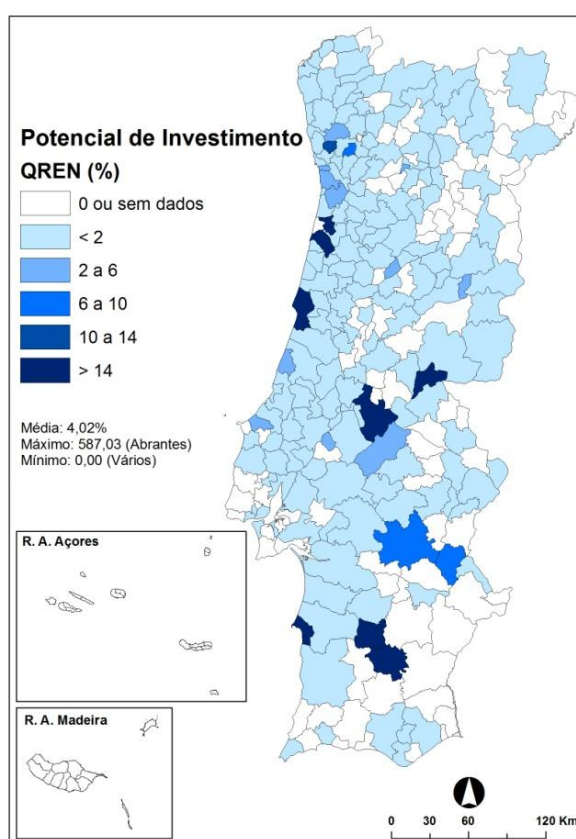 Potencial de Investimento
QREN (%)
0 ou sem dados
< 2
2 a 6
6 a 10
10 a 14
> 14
Média: 4,02%
Máximo: 587,03 (Abrantes)
Mínimo: 0,00 (Vários)
R. A. Açores
R. A. Madeira
0 30 60 120 Km